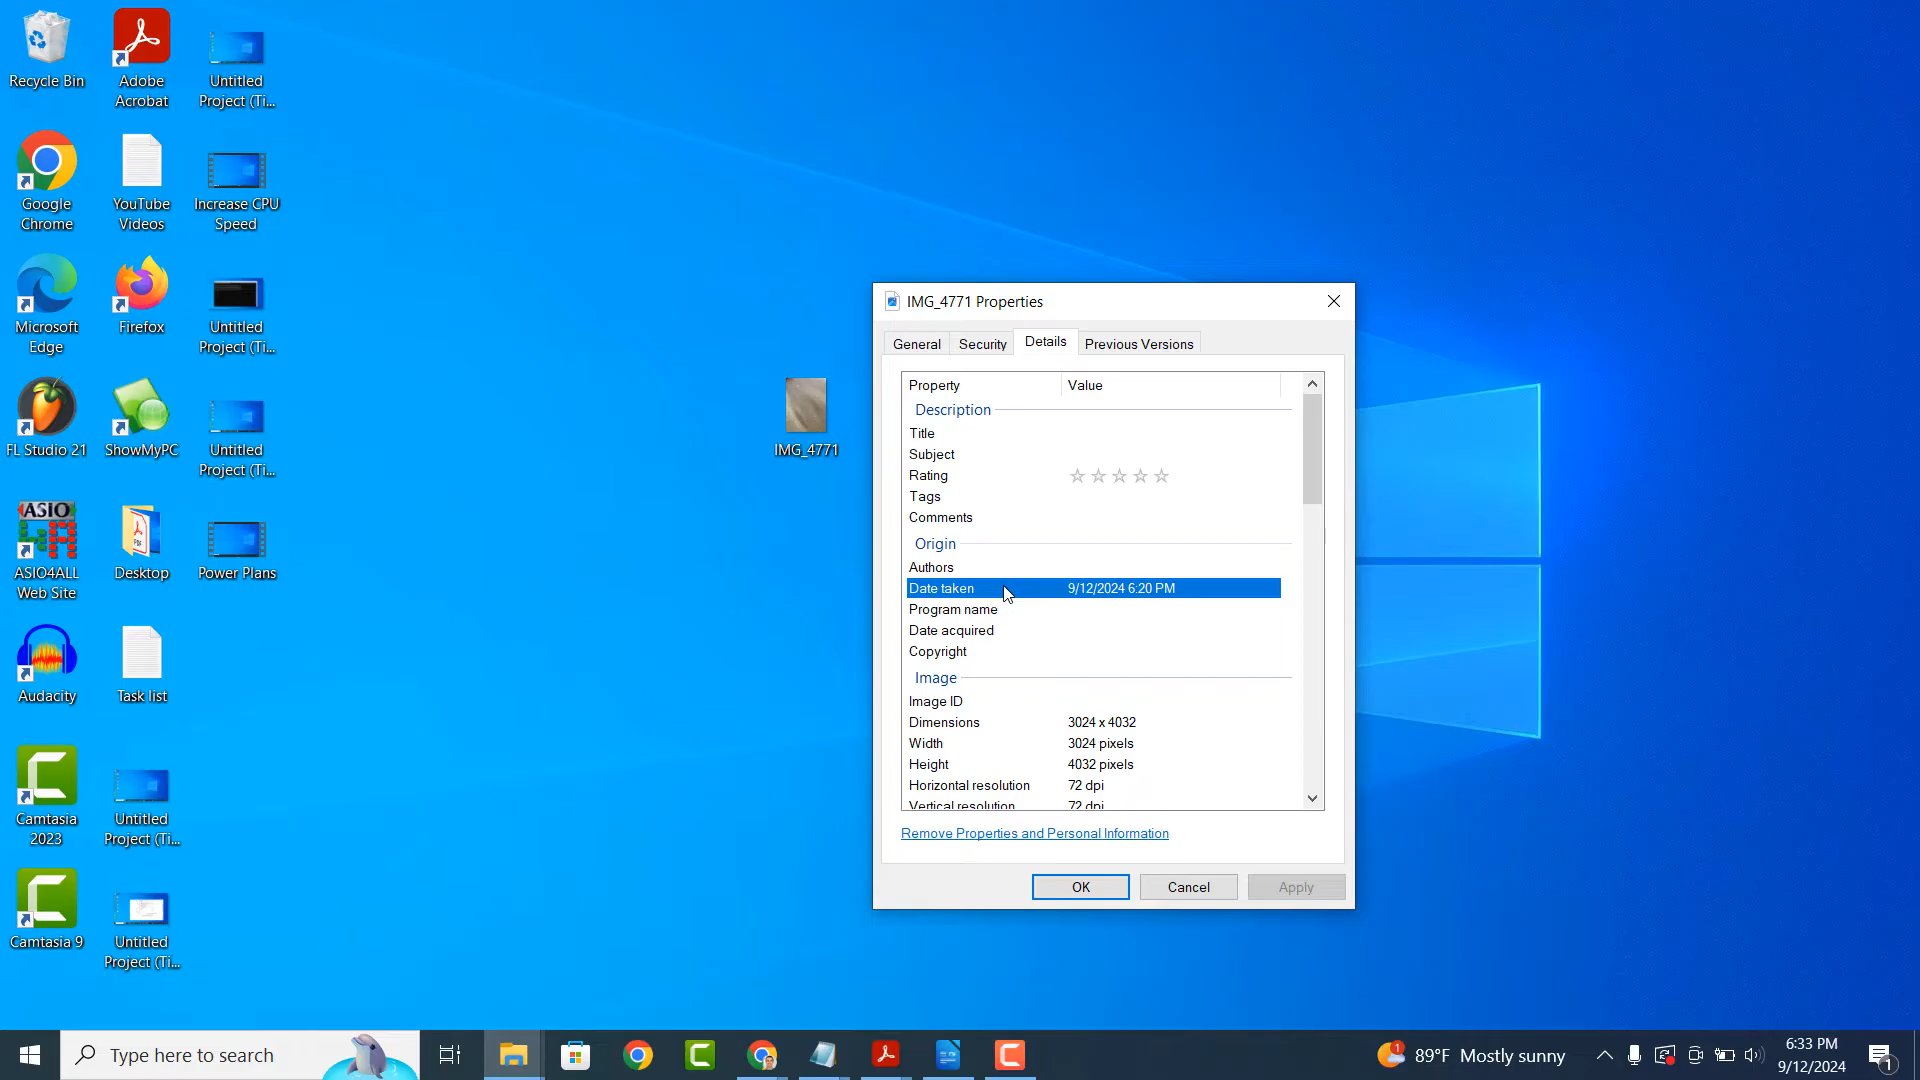 Recycle Bin
Adobe
Acrobat
Untitled
Project (Ti...
Google
Chrome
YouTube
Videos
Increase CPU
Speed
Microsoft
Edge
Firefox
Untitled
Project (Ti...
FL Studio 21
ShowMyPC
Untitled
Project (Ti...
ASIO
ASIO4ALL
Web Site
PDF
Desktop
Power Plans
Audacity
Task list
Camtasia
2023
Untitled
Project (Ti...
Camtasia 9
Untitled
Project (Ti...
IMG_4771
IMG_4771 Properties
General
Security
Details
Previous Versions
Property
Value
Description
Title
Subject
Rating
Tags
Comments
Origin
Authors
Date taken
9/12/2024 6:20 PM
Program name
Date acquired
Copyright
Image
Image ID
Dimensions
3024 x 4032
Width
3024 pixels
Height
4032 pixels
Horizontal resolution
72 dpi
Vertical resolution
72 dpi
Remove Properties and Personal Information
OK
Cancel
Apply
Type here to search
1
89°F Mostly sunny
6:33 PM
9/12/2024
1